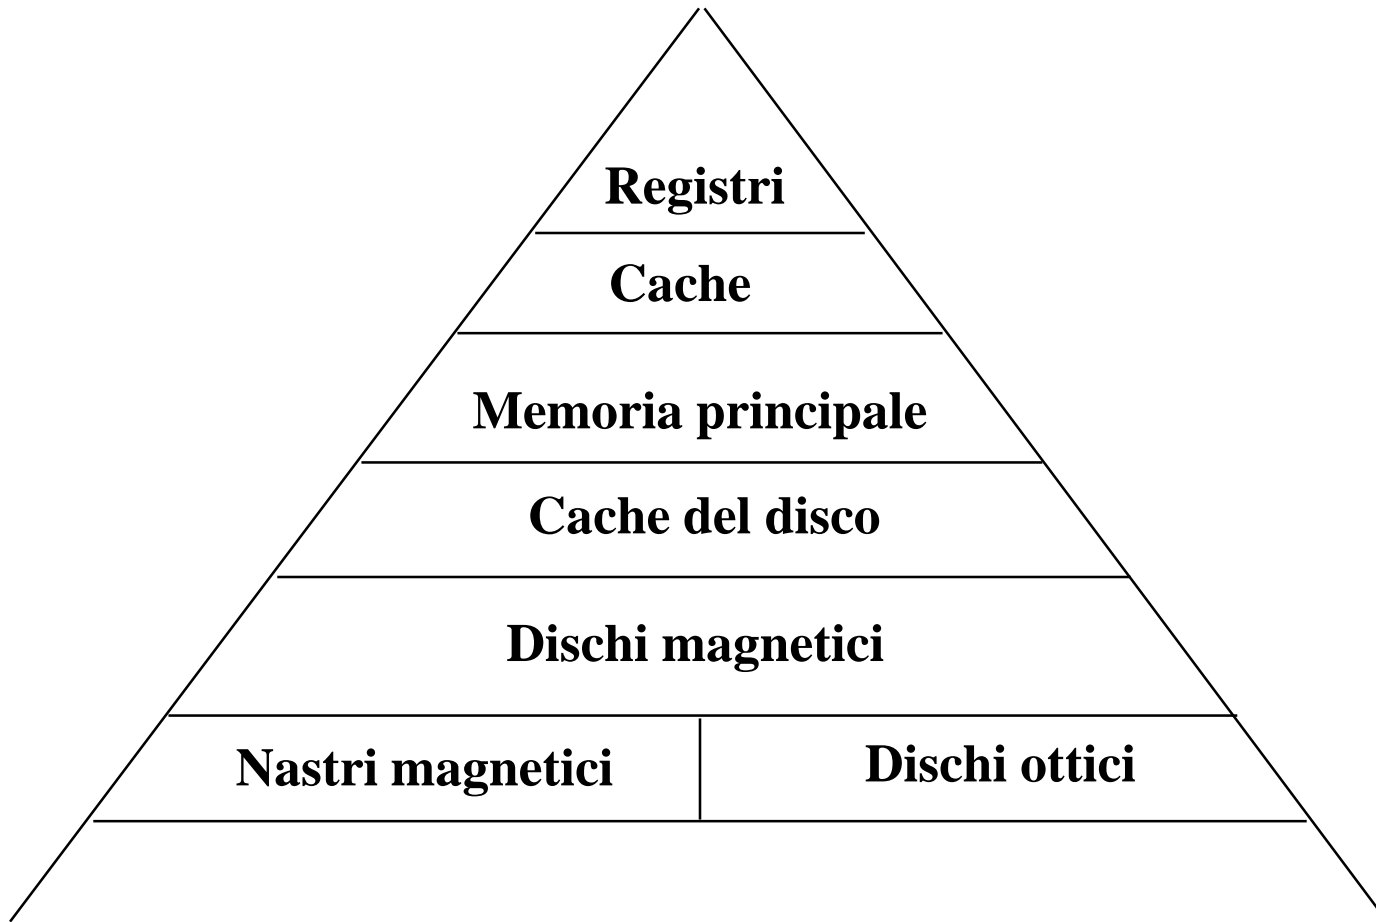 Registri
Cache
Memoria principale
Cache del disco
Dischi magnetici
Nastri magnetici
Dischi ottici